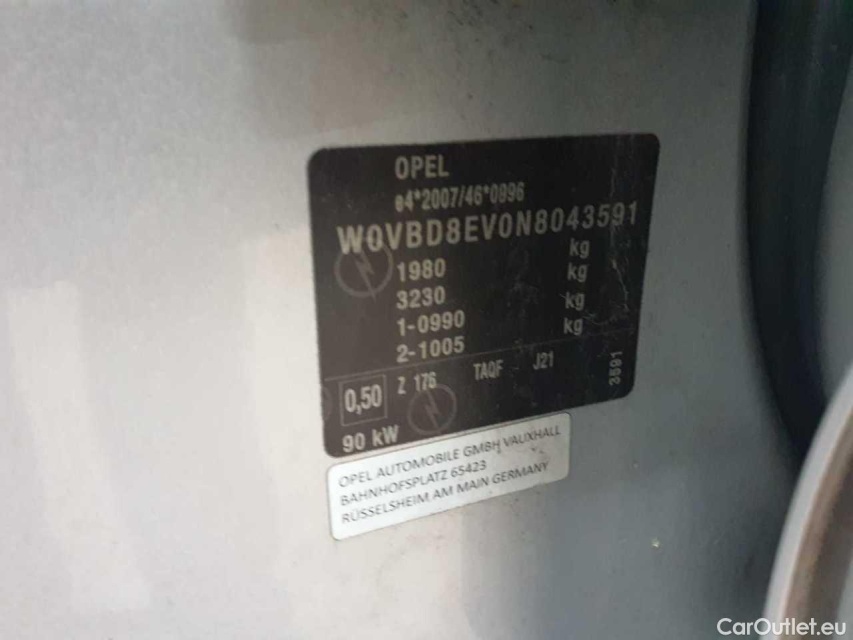 OPEL
e4*2007/46*0996
W0VBD8EV0N8043591
kg
1980 kg
3230 kg
1-0990 kg
2-1005
0,50 Z 176 TAQF J21 3591
90 kW
OPEL AUTOMOBILE GMBH, VAUXHALL
BAHNHOFSPLATZ 65423
RÜSSELSHEIM AM MAIN GERMANY
CarOutlet.eu